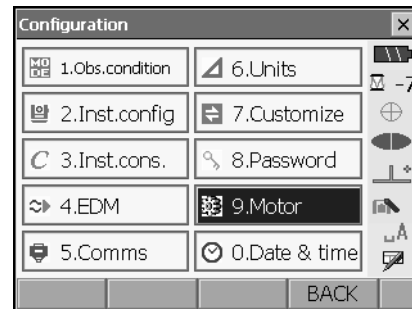 Configuration
1.Obs.condition
6.Units
2.Inst.config
7.Customize
3.Inst.cons.
8.Password
4.EDM
9.Motor
5.Comms
0.Date & time
BACK